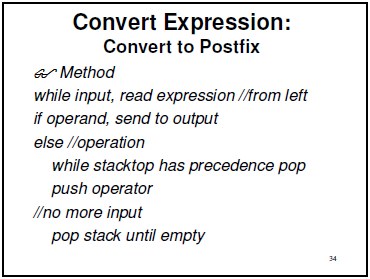 Convert Expression:
Convert to Postfix
Method
while input, read expression //from left
if operand, send to output
else //operation
while stacktop has precedence pop
push operator
//no more input
pop stack until empty
34